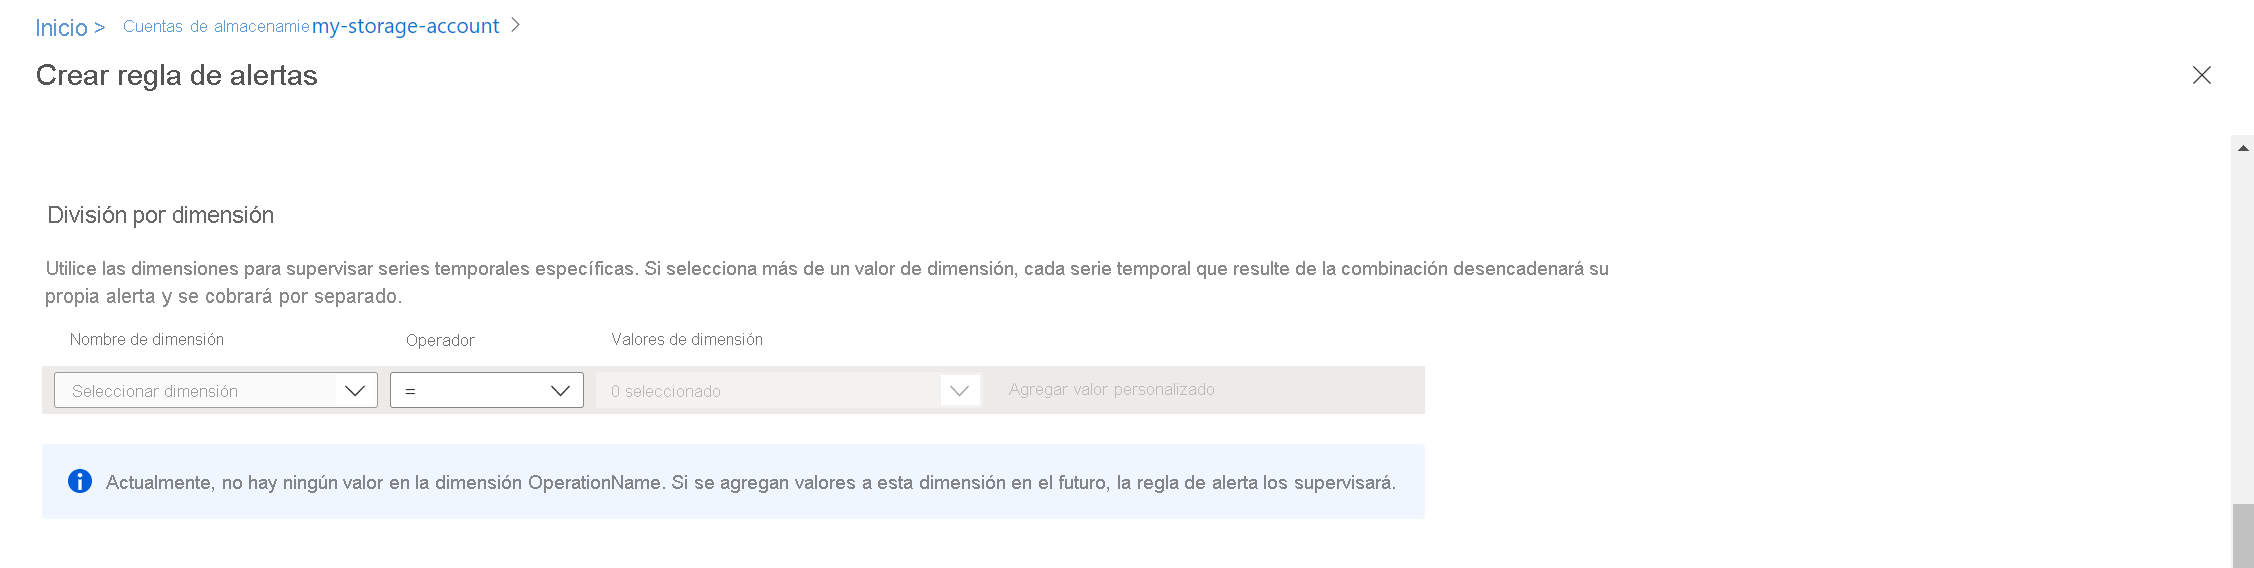 Inicio > Cuentas de almacenamie my-storage-account >
Crear regla de alertas
División por dimensión
Utilice las dimensiones para supervisar series temporales específicas. Si selecciona más de un valor de dimensión, cada serie temporal que resulte de la combinación desencadenará su
propia alerta y se cobrará por separado.
Nombre de dimensión Operador Valores de dimensión
Seleccionar dimensión = 0 seleccionado Agregar valor personalizado
Actualmente, no hay ningún valor en la dimensión OperationName. Si se agregan valores a esta dimensión en el futuro, la regla de alerta los supervisará.